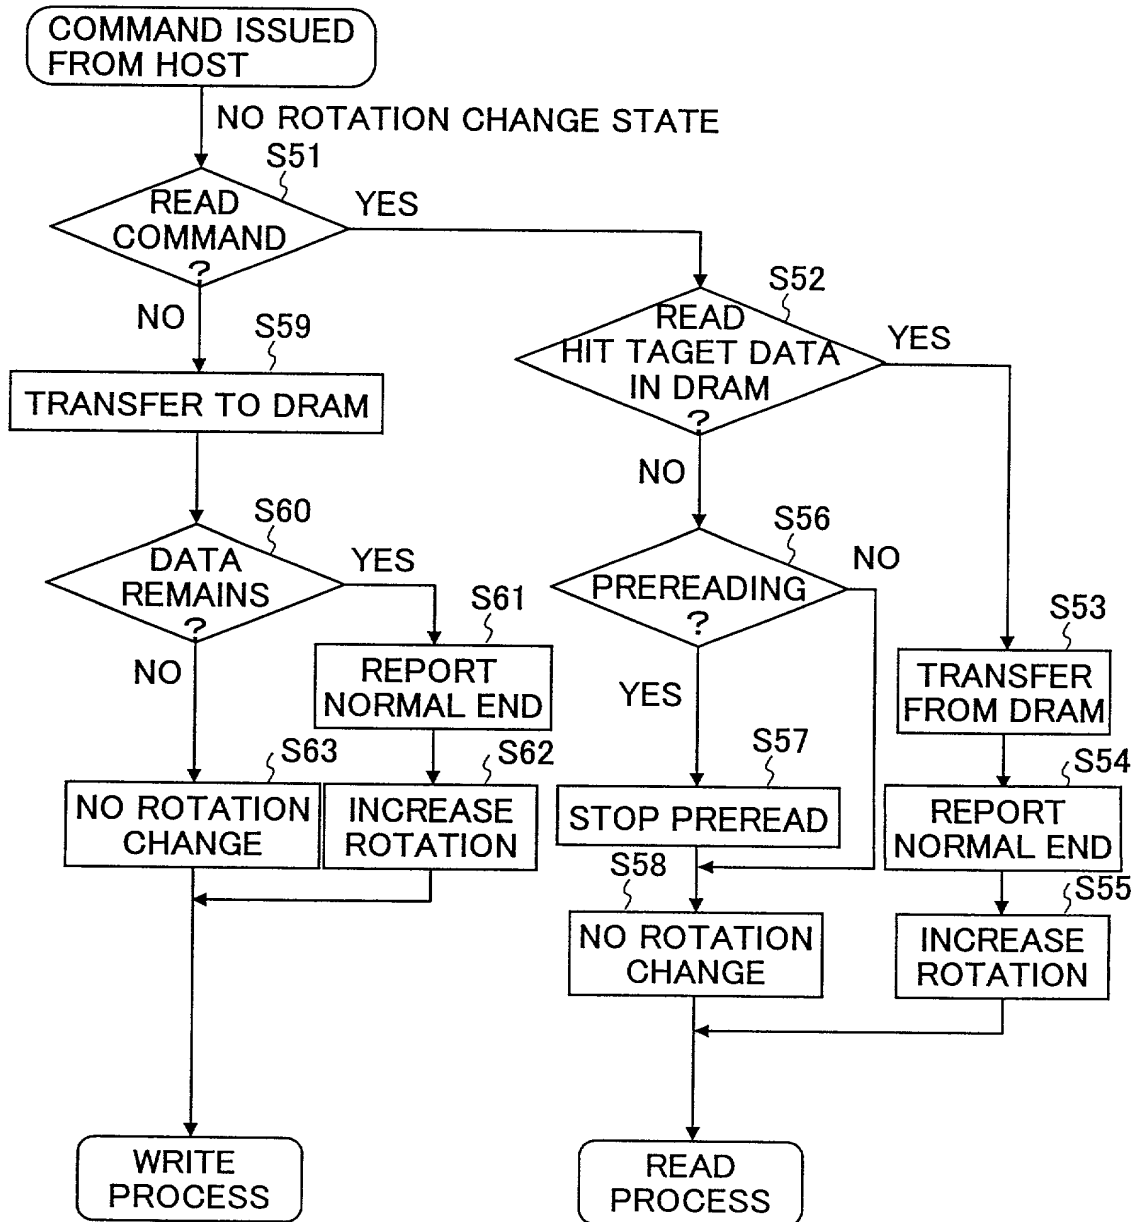 COMMAND ISSUED
FROM HOST
NO ROTATION CHANGE STATE
S51
READ
COMMAND
?
YES
NO
S52
READ
HIT TAGET DATA
IN DRAM
?
YES
NO
S59
TRANSFER TO DRAM
S60
DATA
REMAINS
?
YES
NO
S56
PREREADING
?
NO
YES
S61
REPORT
NORMAL END
S53
TRANSFER
FROM DRAM
S63
NO ROTATION
CHANGE
S62
INCREASE
ROTATION
S57
STOP PREREAD
S54
REPORT
NORMAL END
S58
NO ROTATION
CHANGE
S55
INCREASE
ROTATION
WRITE
PROCESS
READ
PROCESS